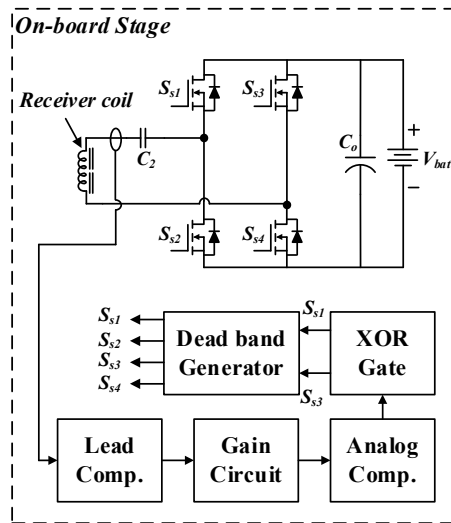 On-board Stage
Receiver coil
C2
Ss1
Ss3
Ss2
Ss4
Co
+
Vbat
−
Ss1
Ss2
Ss3
Ss4
Dead band
Generator
Ss1
Ss3
XOR
Gate
Lead
Comp.
Gain
Circuit
Analog
Comp.